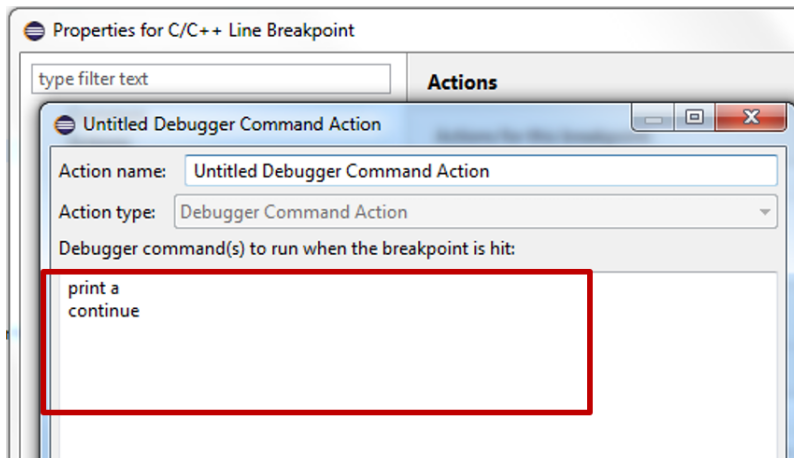 Properties for C/C++ Line Breakpoint
type filter text
Actions
Untitled Debugger Command Action
Action name: Untitled Debugger Command Action
Action type: Debugger Command Action
Debugger command(s) to run when the breakpoint is hit:
print a
continue